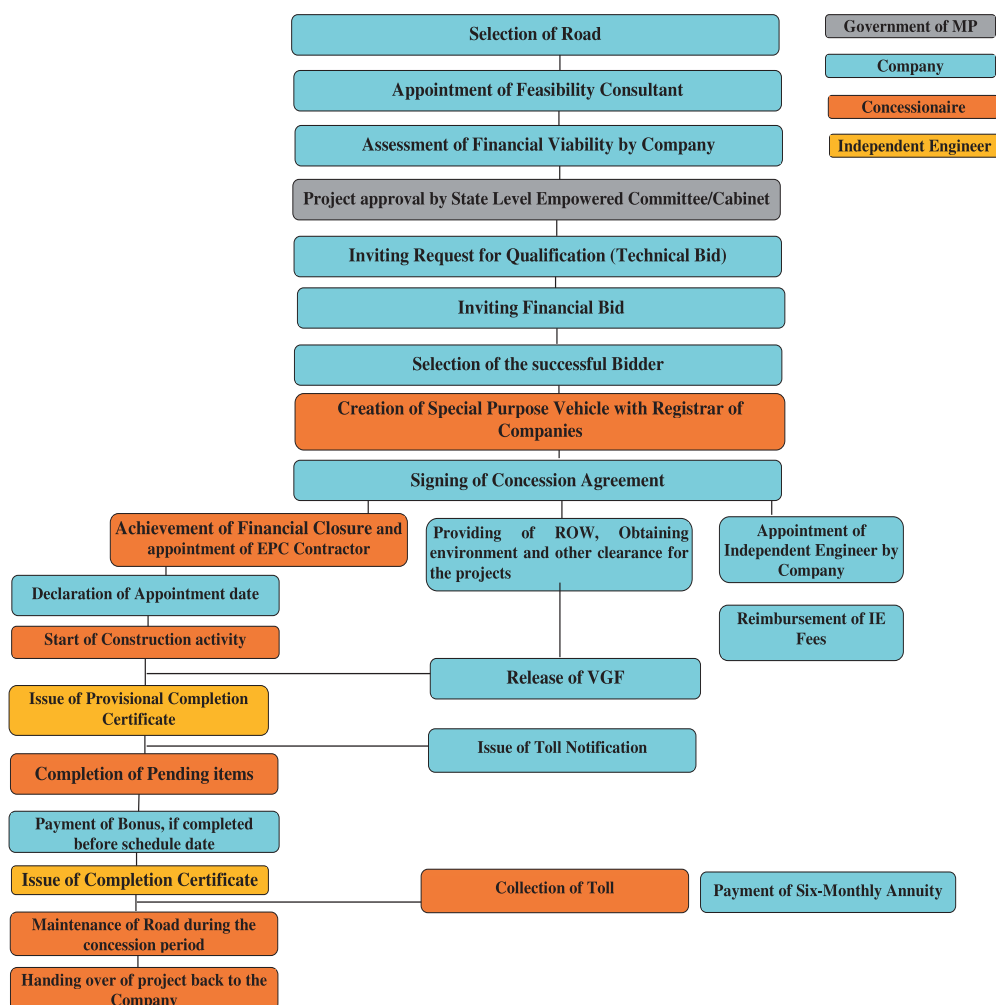 Selection of Road
Government of MP
Company
Appointment of Feasibility Consultant
Concessionaire
Assessment of Financial Viability by Company
Independent Engineer
Project approval by State Level Empowered Committee/Cabinet
Inviting Request for Qualification (Technical Bid)
Inviting Financial Bid
Selection of the successful Bidder
Creation of Special Purpose Vehicle with Registrar of
Companies
Signing of Concession Agreement
Achievement of Financial Closure and
appointment of EPC Contractor
Providing of ROW, Obtaining
environment and other clearance for
the projects
Appointment of
Independent Engineer by
Company
Declaration of Appointment date
Reimbursement of IE
Fees
Start of Construction activity
Release of VGF
Issue of Provisional Completion
Certificate
Issue of Toll Notification
Completion of Pending items
Payment of Bonus, if completed
before schedule date
Issue of Completion Certificate
Collection of Toll
Payment of Six-Monthly Annuity
Maintenance of Road during the
concession period
Handing over of project back to the
Company